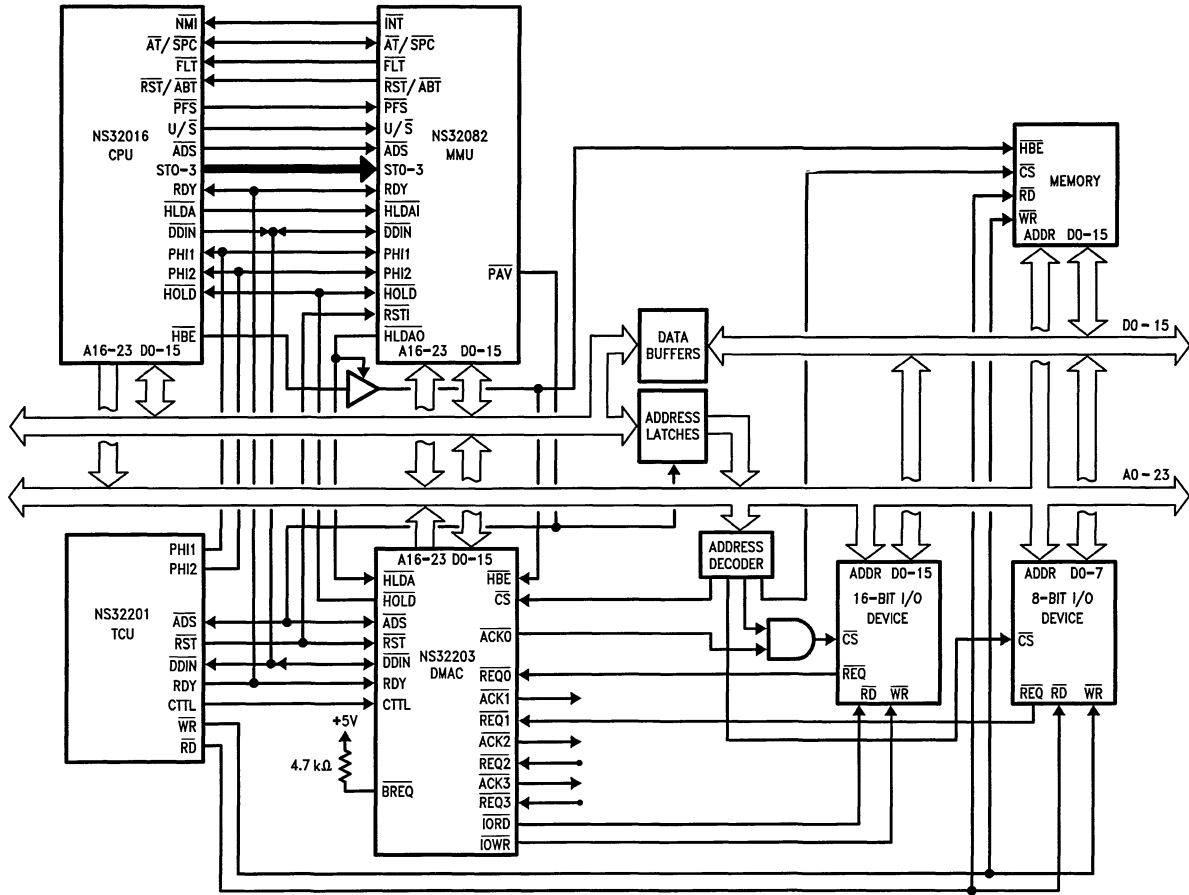 NMI
AT/SPC
FLT
RST/ABT
PFS
U/S
ADS
ST0-3
RDY
HLDA
DDIN
PHI1
PHI2
HOLD
HBE
A16-23 D0-15
NS32016
CPU
INT
AT/SPC
FLT
RST/ABT
PFS
U/S
ADS
ST0-3
RDY
HLDAI
DDIN
PHI1
PHI2
HOLD
RSTI
HLDAO
A16-23 D0-15
NS32082
MMU
PAV
HBE
CS
RD
WR
MEMORY
ADDR D0-15
DATA
BUFFERS
ADDRESS
LATCHES
D0-15
A0-23
PHI1
PHI2
NS32201
TCU
ADS
RST
DDIN
RDY
CTTL
WR
RD
+5V
4.7 kΩ
A16-23 D0-15
HLDA
HOLD
ADS
RST
DDIN
RDY
CTTL
BREQ
NS32203
DMAC
HBE
CS
ACK0
REQ0
ACK1
REQ1
ACK2
REQ2
ACK3
REQ3
IORD
IOWR
ADDRESS
DECODER
ADDR D0-15
16-BIT I/O
DEVICE
CS
REQ
RD WR
ADDR D0-7
8-BIT I/O
DEVICE
CS
REQ RD WR